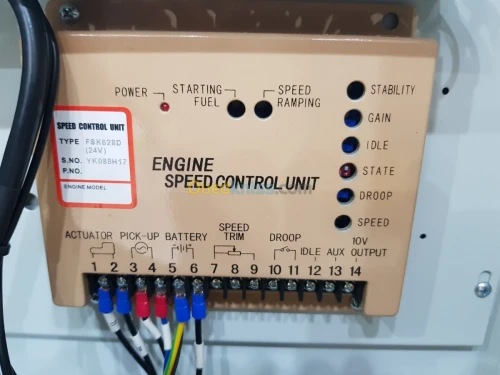 POWER
STARTING
FUEL
SPEED
RAMPING
STABILITY
GAIN
IDLE
STATE
DROOP
SPEED
SPEED CONTROL UNIT
TYPE FSK628D
(24V)
S.NO. YK088H17
P.NO.
ENGINE MODEL
ENGINE
SPEED CONTROL UNIT
ACTUATOR PICK-UP BATTERY SPEED TRIM DROOP IDLE AUX 10V OUTPUT
1 2 3 4 5 6 7 8 9 10 11 12 13 14